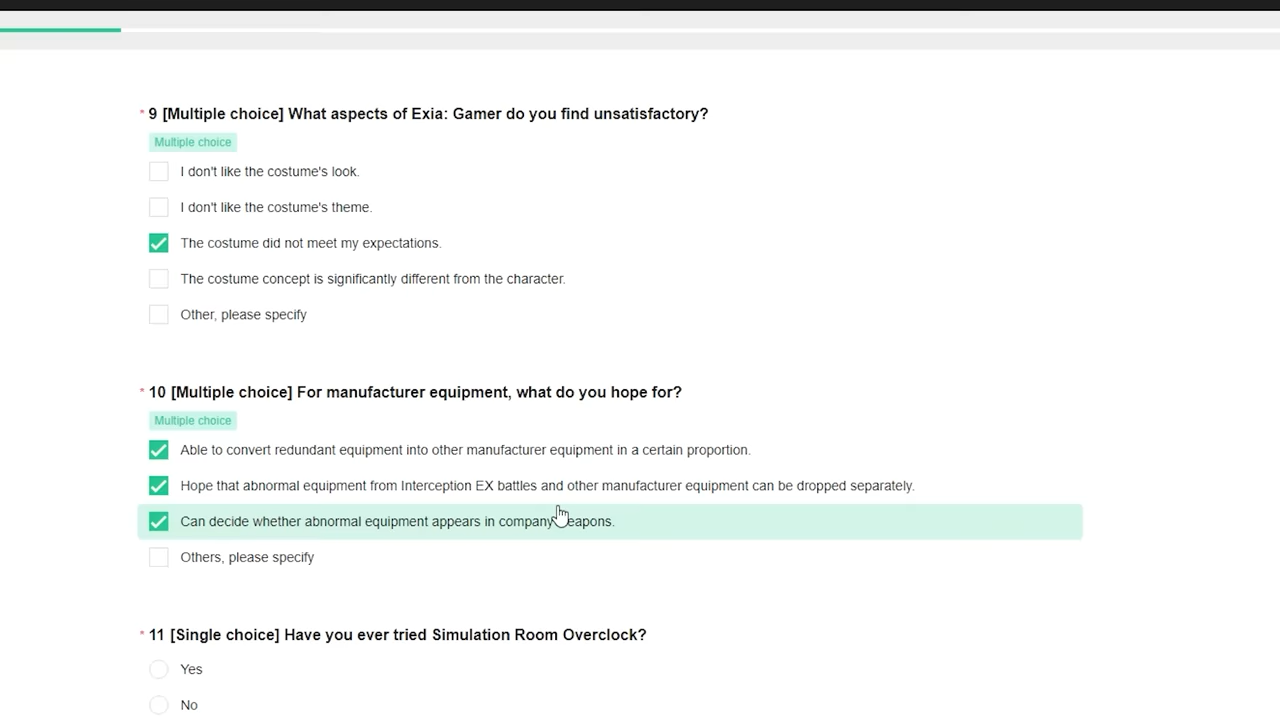 * 9 [Multiple choice] What aspects of Exia: Gamer do you find unsatisfactory?
Multiple choice
I don't like the costume's look.
I don't like the costume's theme.
The costume did not meet my expectations.
The costume concept is significantly different from the character.
Other, please specify
* 10 [Multiple choice] For manufacturer equipment, what do you hope for?
Multiple choice
Able to convert redundant equipment into other manufacturer equipment in a certain proportion.
Hope that abnormal equipment from Interception EX battles and other manufacturer equipment can be dropped separately.
Can decide whether abnormal equipment appears in company weapons.
Others, please specify
* 11 [Single choice] Have you ever tried Simulation Room Overclock?
Yes
No